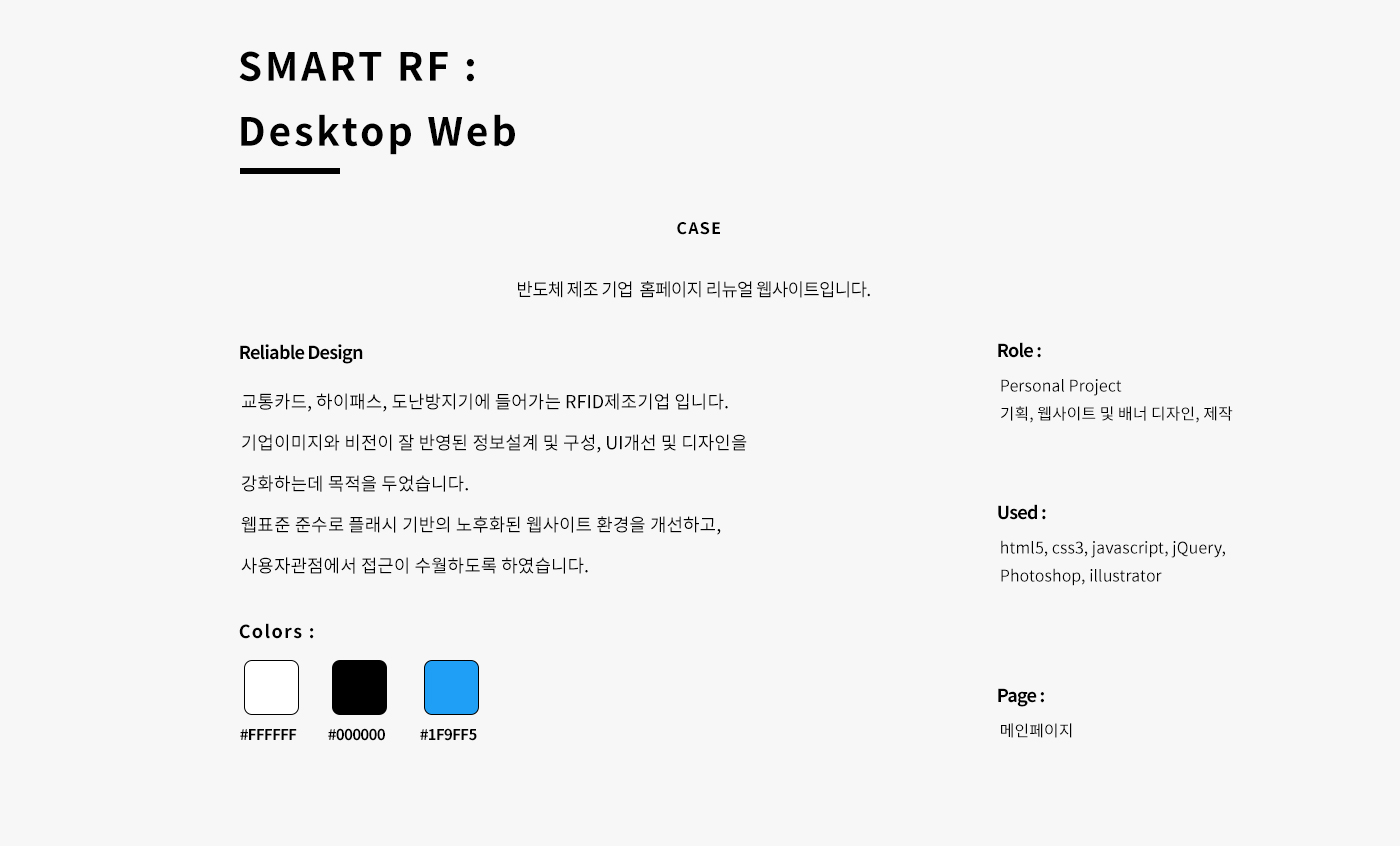 SMART RF :
Desktop Web
CASE
반도체 제조 기업 홈페이지 리뉴얼 웹사이트입니다.
Reliable Design
교통카드, 하이패스, 도난방지기에 들어가는 RFID제조기업 입니다.
기업이미지와 비전이 잘 반영된 정보설계 및 구성, UI개선 및 디자인을
강화하는데 목적을 두었습니다.
웹표준 준수로 플래시 기반의 노후화된 웹사이트 환경을 개선하고,
사용자관점에서 접근이 수월하도록 하였습니다.
Colors :
#FFFFFF
#000000
#1F9FF5
Role :
Personal Project
기획, 웹사이트 및 배너 디자인, 제작
Used :
html5, css3, javascript, jQuery,
Photoshop, illustrator
Page :
메인페이지